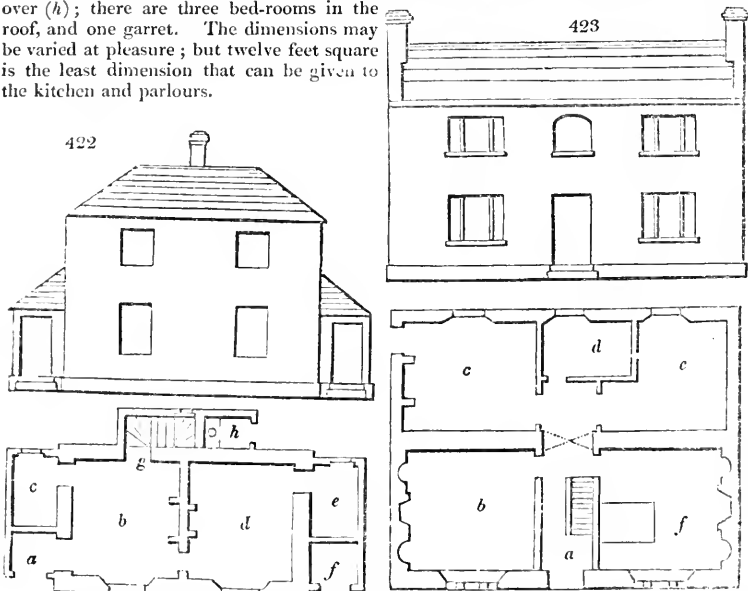 over (h); there are three bed-rooms in the
roof, and one garret. The dimensions may
be varied at pleasure; but twelve feet square
is the least dimension that can be given to
the kitchen and parlours.
422
423
c
d
c
b
a
f
h
g
c
b
d
e
a
f